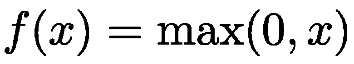 f(x) = max(0, x)